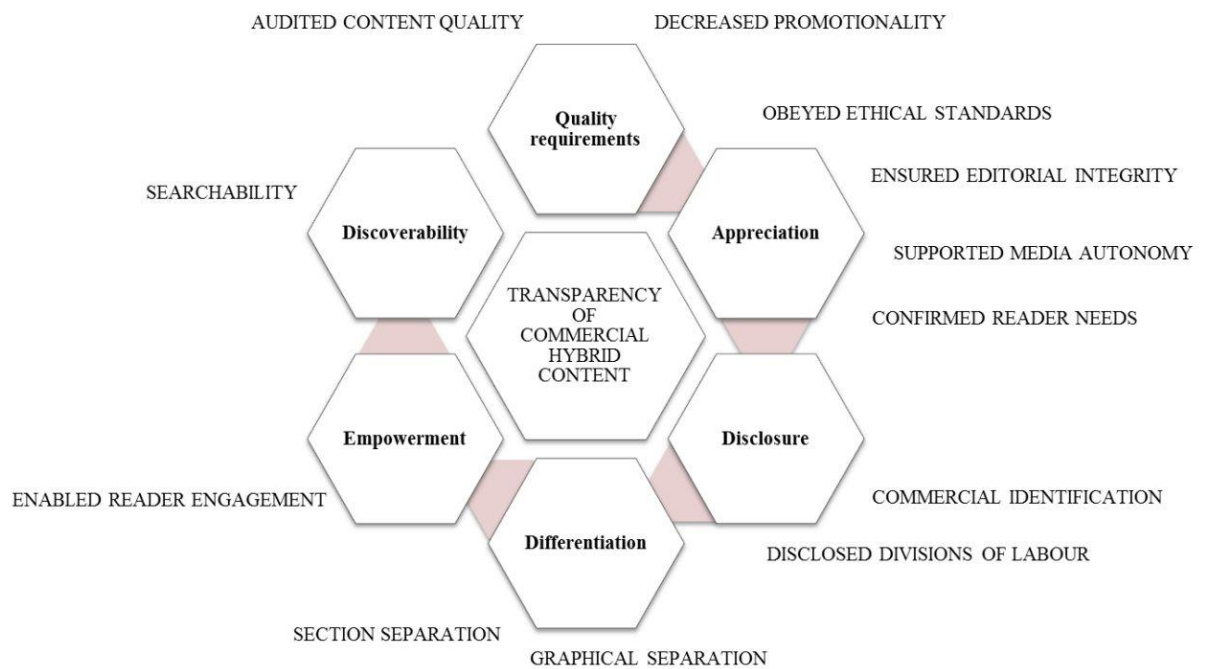 AUDITED CONTENT QUALITY
DECREASED PROMOTIONALITY
Quality
requirements
OBEYED ETHICAL STANDARDS
ENSURED EDITORIAL INTEGRITY
SEARCHABILITY
Discoverability
Appreciation
SUPPORTED MEDIA AUTONOMY
TRANSPARENCY
OF
COMMERCIAL
HYBRID
CONTENT
CONFIRMED READER NEEDS
Empowerment
Disclosure
ENABLED READER ENGAGEMENT
COMMERCIAL IDENTIFICATION
Differentiation
DISCLOSED DIVISIONS OF LABOUR
SECTION SEPARATION
GRAPHICAL SEPARATION